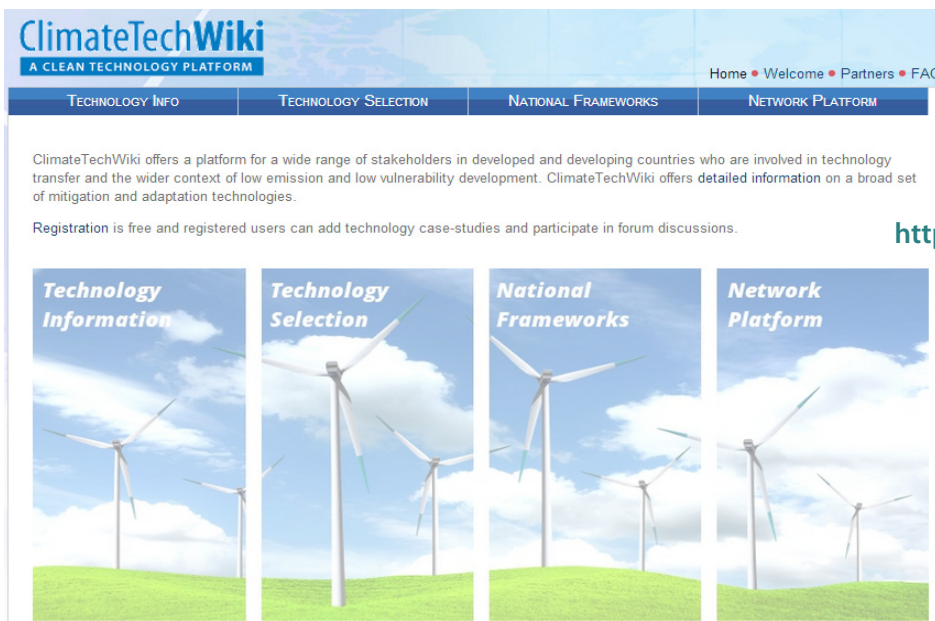 ClimateTechWiki
A CLEAN TECHNOLOGY PLATFORM
Home • Welcome • Partners • FAQ
TECHNOLOGY INFO TECHNOLOGY SELECTION NATIONAL FRAMEWORKS NETWORK PLATFORM
ClimateTechWiki offers a platform for a wide range of stakeholders in developed and developing countries who are involved in technology
transfer and the wider context of low emission and low vulnerability development. ClimateTechWiki offers detailed information on a broad set
of mitigation and adaptation technologies.
Registration is free and registered users can add technology case-studies and participate in forum discussions.
http
Technology
Information
Technology
Selection
National
Frameworks
Network
Platform